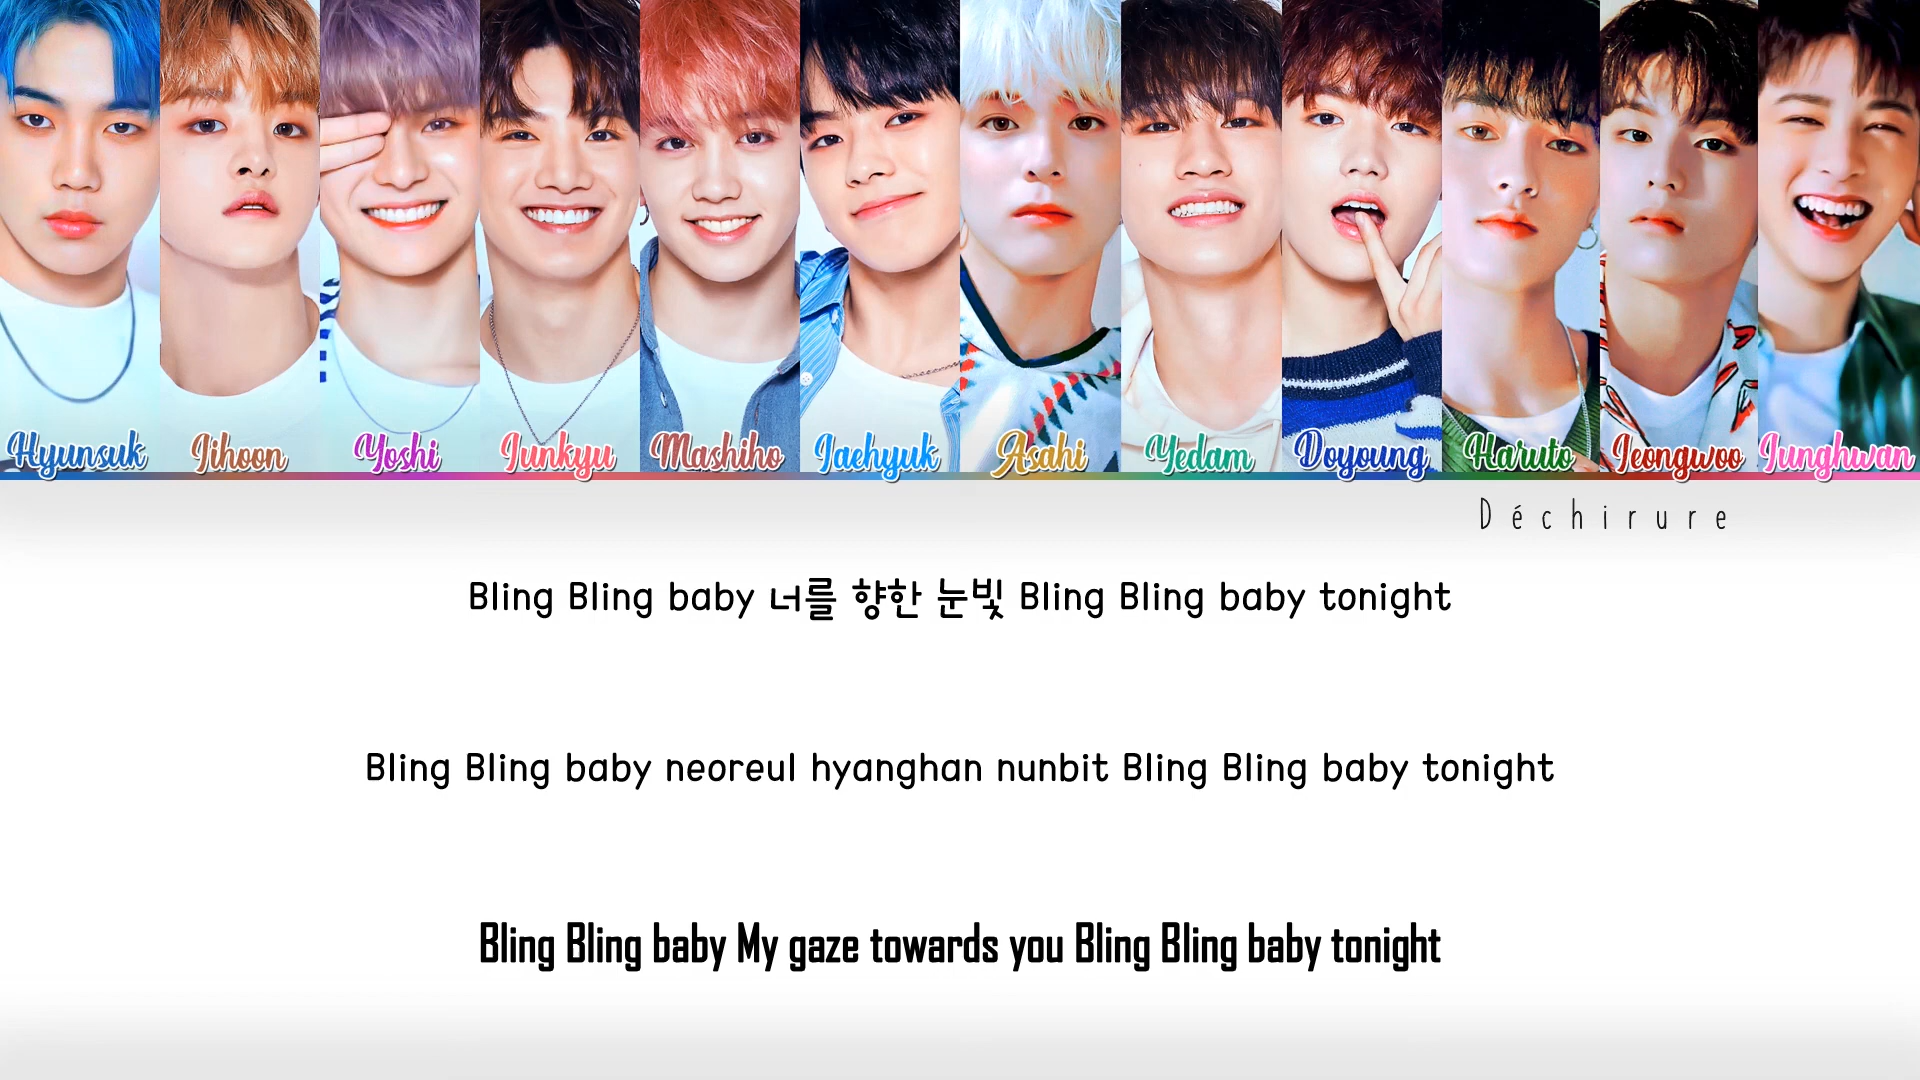 Hyunsuk Jihoon Yoshi Junkyu Mashiho Jaehyuk Asahi Yedam Doyoung Haruto Jeongwoo Junghwan
Déchirure
Bling Bling baby 너를 향한 눈빛 Bling Bling baby tonight
Bling Bling baby neoreul hyanghan nunbit Bling Bling baby tonight
Bling Bling baby My gaze towards you Bling Bling baby tonight